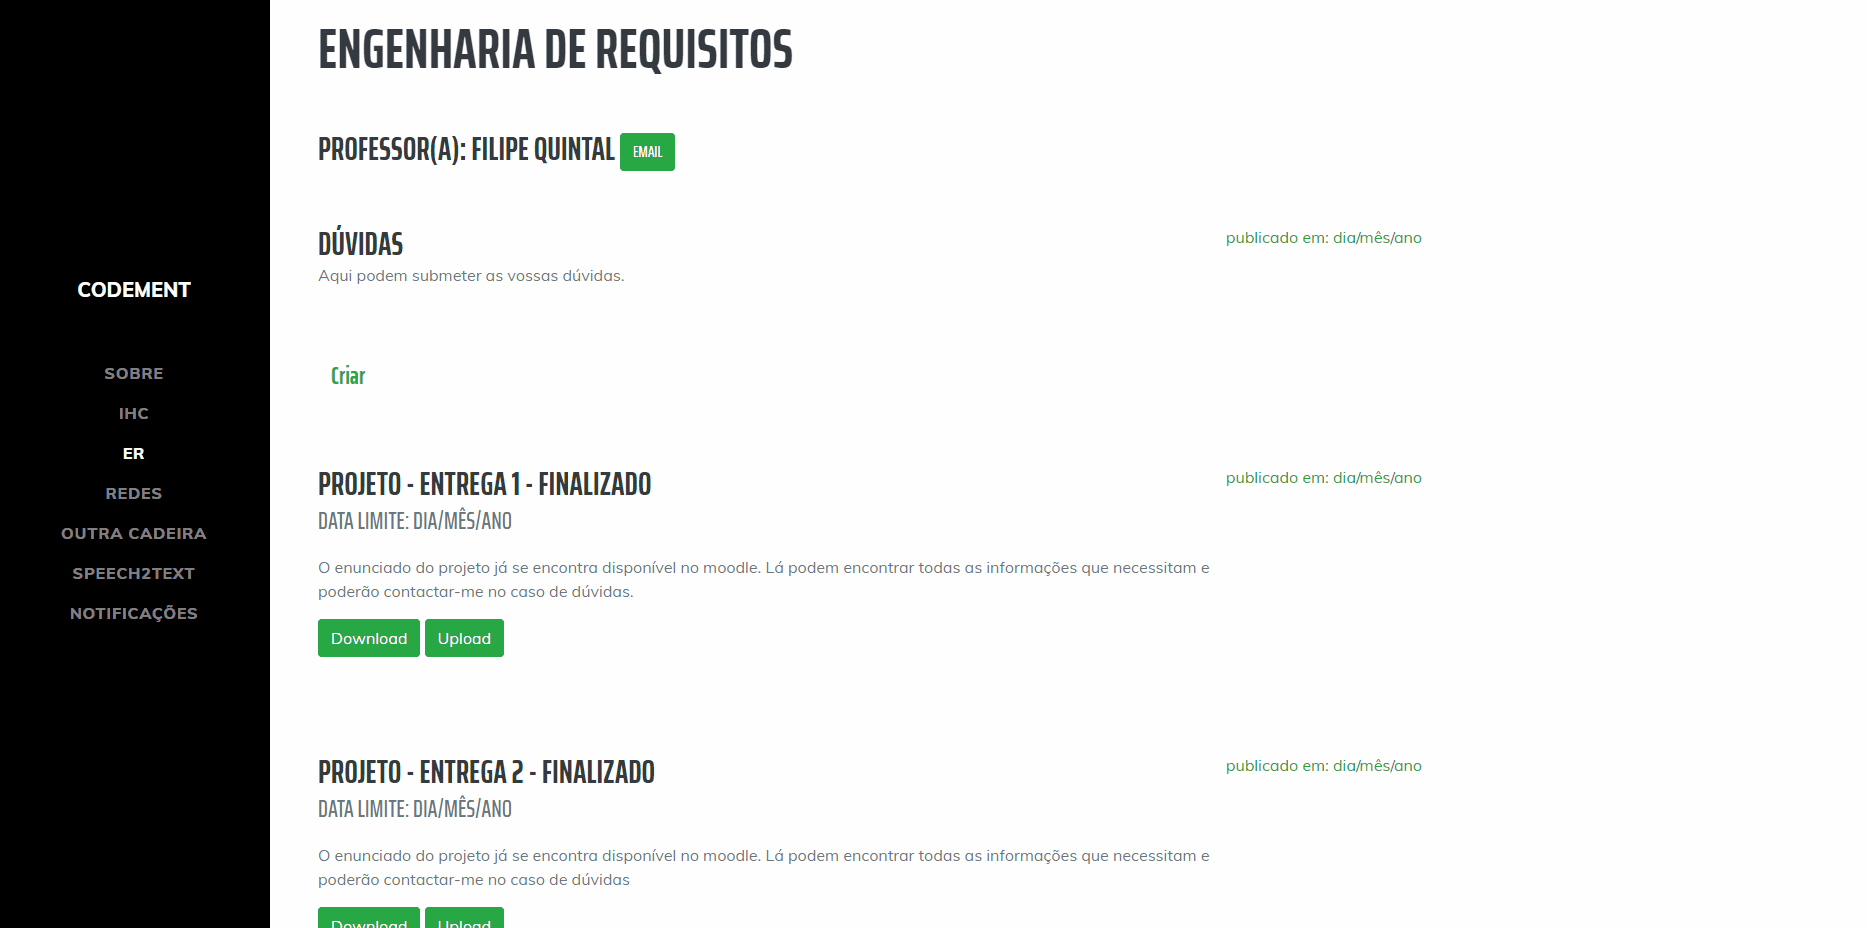 CODEMENT
SOBRE
IHC
ER
REDES
OUTRA CADEIRA
SPEECH2TEXT
NOTIFICAÇÕES
ENGENHARIA DE REQUISITOS
PROFESSOR(A): FILIPE QUINTAL EMAIL
DÚVIDAS
publicado em: dia/mês/ano
Aqui podem submeter as vossas dúvidas.
Criar
PROJETO - ENTREGA 1 - FINALIZADO
publicado em: dia/mês/ano
DATA LIMITE: DIA/MÊS/ANO
O enunciado do projeto já se encontra disponível no moodle. Lá podem encontrar todas as informações que necessitam e
poderão contactar-me no caso de dúvidas.
Download Upload
PROJETO - ENTREGA 2 - FINALIZADO
publicado em: dia/mês/ano
DATA LIMITE: DIA/MÊS/ANO
O enunciado do projeto já se encontra disponível no moodle. Lá podem encontrar todas as informações que necessitam e
poderão contactar-me no caso de dúvidas
Download Upload